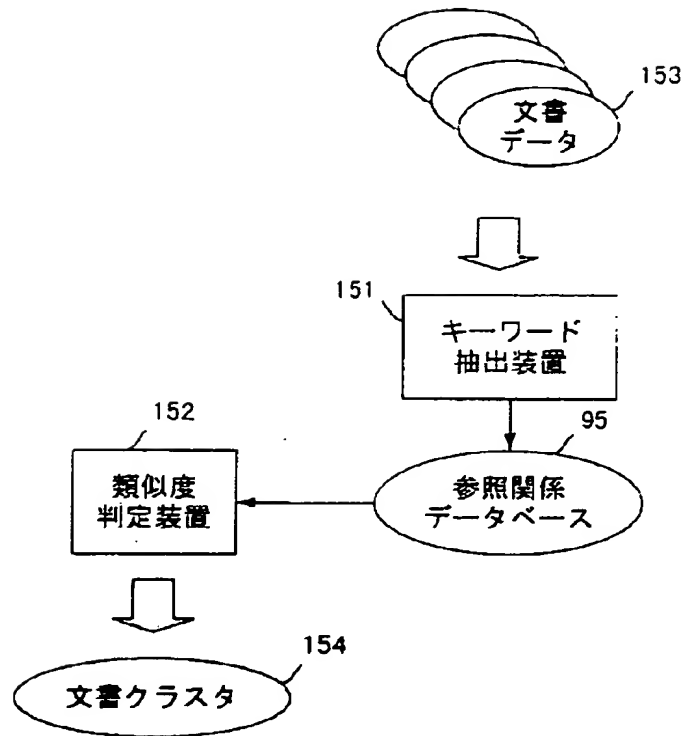 153
文書
データ
151
キーワード
抽出装置
152
95
類似度
判定装置
参照関係
データベース
154
文書クラスタ